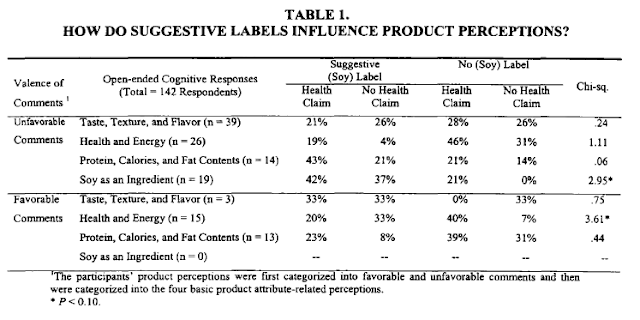 TABLE 1.
HOW DO SUGGESTIVE LABELS INFLUENCE PRODUCT PERCEPTIONS?
Suggestive (Soy) Label No (Soy) Label
Valence of Comments 1 Open-ended Cognitive Responses (Total = 142 Respondents) Health Claim No Health Claim Health Claim No Health Claim Chi-sq.
Unfavorable Taste, Texture, and Flavor (n = 39) 21% 26% 28% 26% .24
Comments Health and Energy (n = 26) 19% 4% 46% 31% 1.11
Protein, Calories, and Fat Contents (n = 14) 43% 21% 21% 14% .06
Soy as an Ingredient (n = 19) 42% 37% 21% 0% 2.95*
Favorable Taste, Texture, and Flavor (n = 3) 33% 33% 0% 33% .75
Comments Health and Energy (n = 15) 20% 33% 40% 7% 3.61*
Protein, Calories, and Fat Contents (n = 13) 23% 8% 39% 31% .44
Soy as an Ingredient (n = 0) -- -- -- -- --
1The participants' product perceptions were first categorized into favorable and unfavorable comments and then
were categorized into the four basic product attribute-related perceptions.
* P < 0.10.